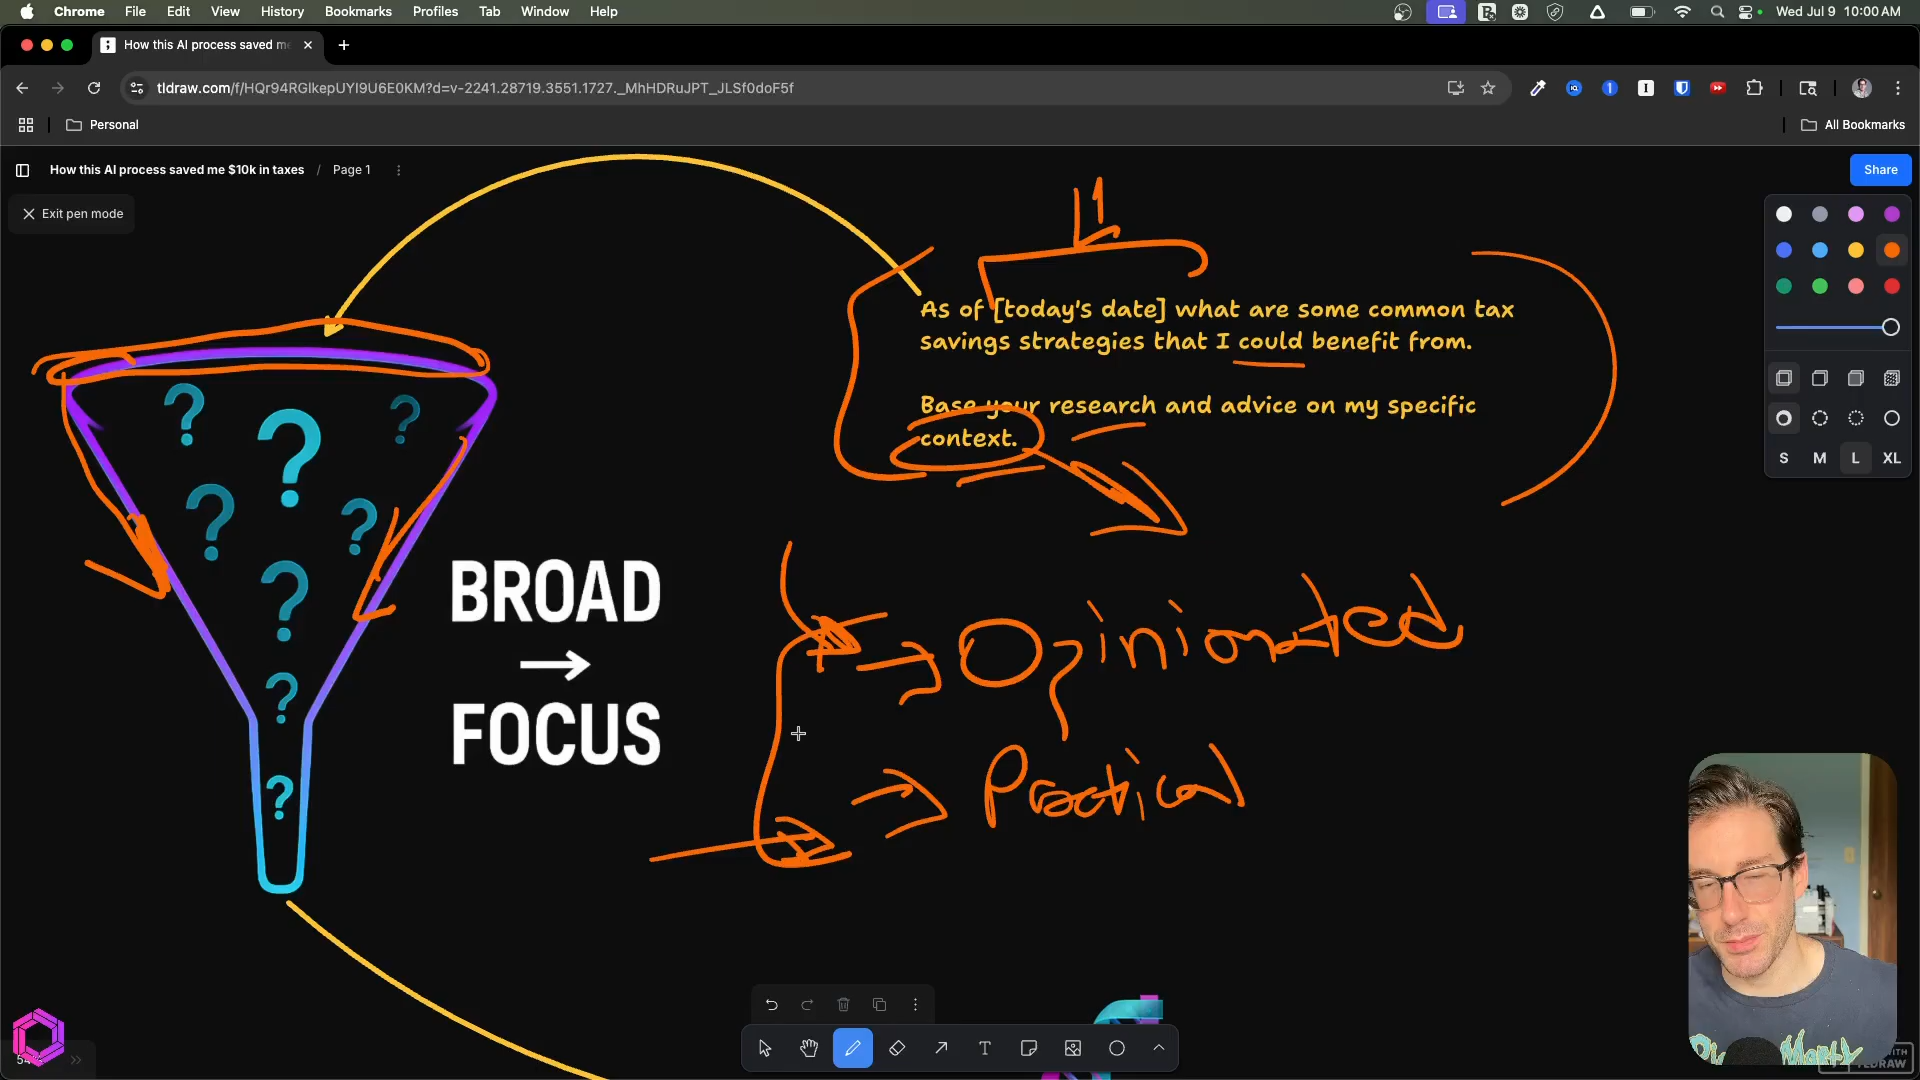 Chrome File Edit View History Bookmarks Profiles Tab Window Help Wed Jul 9 10:00 AM
How this AI process saved me
tldraw.com/f/HQr94RGlkepUYI9U6E0KM?d=v-2241.28719.3551.1727._MhHDRuJPT_JLSf0doF5f
Personal All Bookmarks
How this AI process saved me $10k in taxes / Page 1 Share
Exit pen mode
As of [today's date] what are some common tax
savings strategies that I could benefit from.
Base your research and advice on my specific
context.
S M L XL
? ? ? ? ? ? ? ?
BROAD
→
FOCUS
Opinionated
Practical